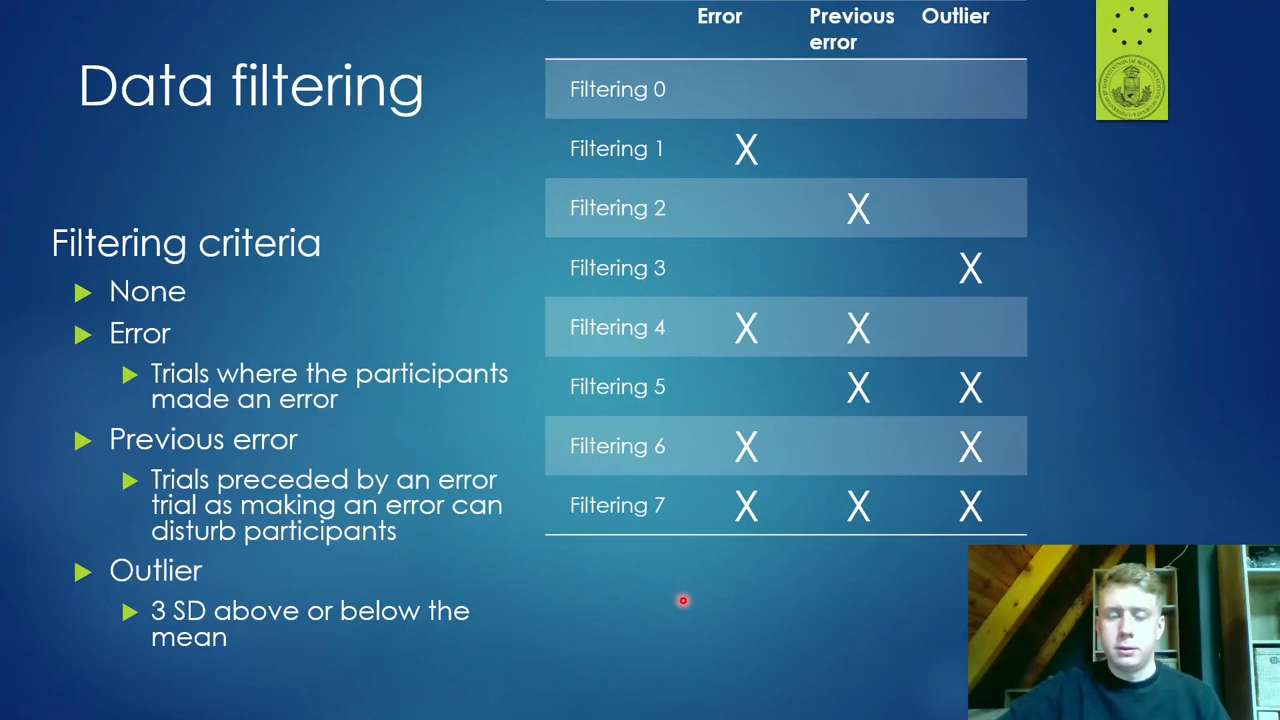 Data filtering
Filtering criteria
None
Error
Trials where the participants
made an error
Previous error
Trials preceded by an error
trial as making an error can
disturb participants
Outlier
3 SD above or below the
mean
Error Previous error Outlier
Filtering 0
Filtering 1 X
Filtering 2 X
Filtering 3 X
Filtering 4 X X
Filtering 5 X X
Filtering 6 X X
Filtering 7 X X X